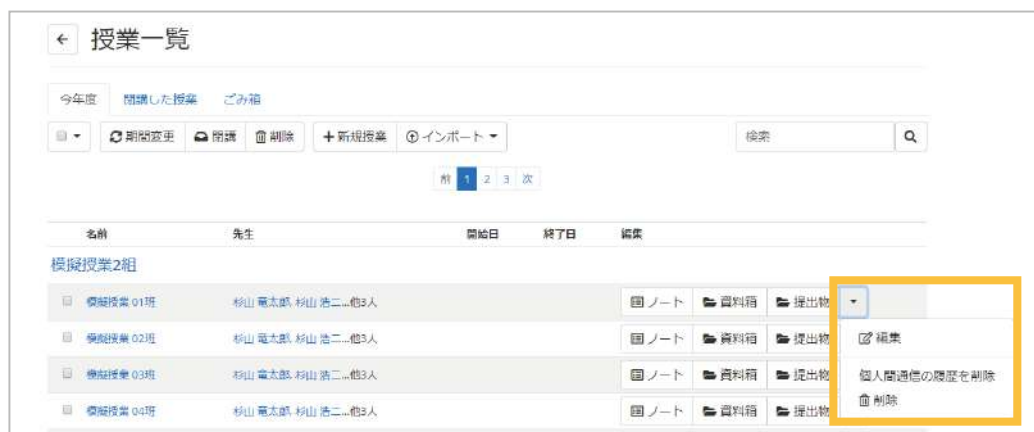 授業一覧
今年度 閉講した授業 ごみ箱
期間変更 閉講 削除 新規授業 インポート 検索
前 1 2 3 次
名前 先生 開始日 終了日 編集
模擬授業2組
模擬授業 01班 杉山 竜太郎, 杉山 浩二...他3人 ノート 資料箱 提出物
模擬授業 02班 杉山 竜太郎, 杉山 浩二...他3人 ノート 資料箱 提出物
編集
模擬授業 03班 杉山 竜太郎, 杉山 浩二...他3人 ノート 資料箱 提出物
個人間通信の履歴を削除
模擬授業 04班 杉山 竜太郎, 杉山 浩二...他3人 ノート 資料箱 提出物
削除